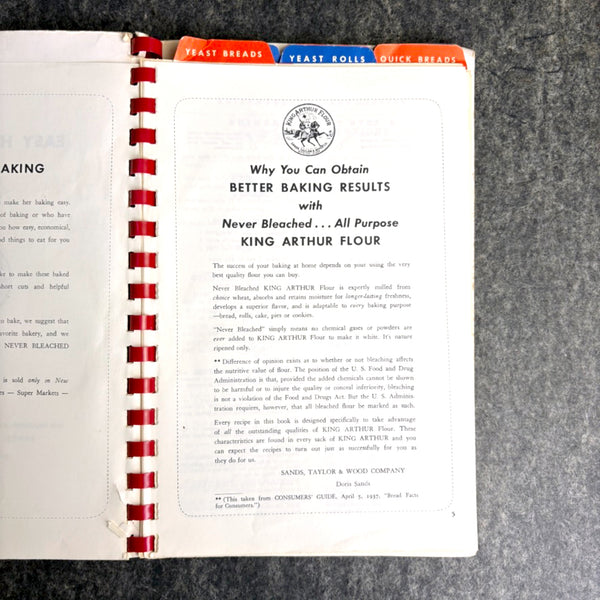 AKING
make her baking easy.
of baking or who have
ou how easy, economical,
od things to eat for you
ke to make these baked
hort cuts and helpful
to bake, we suggest that
avorite bakery, and we
NEVER BLEACHED
is sold only in New
es — Super Markets —
YEAST BREADS
YEAST ROLLS
QUICK BREADS
KING ARTHUR FLOUR
Why You Can Obtain
BETTER BAKING RESULTS
with
Never Bleached . . . All Purpose
KING ARTHUR FLOUR
The success of your baking at home depends on your using the very
best quality flour you can buy.
Never Bleached KING ARTHUR Flour is expertly milled from
choice wheat, absorbs and retains moisture for longer-lasting freshness,
develops a superior flavor, and is adaptable to every baking purpose
—bread, rolls, cake, pies or cookies.
"Never Bleached" simply means no chemical gases or powders are
ever added to KING ARTHUR Flour to make it white. It's nature
ripened only.
** Difference of opinion exists as to whether or not bleaching affects
the nutritive value of flour. The position of the U. S. Food and Drug
Administration is that, provided the added chemicals cannot be shown
to be harmful or to injure the quality or conceal inferiority, bleaching
is not a violation of the Food and Drugs Act. But the U. S. Adminis-
tration requires, however, that all bleached flour be marked as such.
Every recipe in this book is designed specifically to take advantage
of all the outstanding qualities of KING ARTHUR Flour. These
characteristics are found in every sack of KING ARTHUR and you
can expect the recipes to turn out just as successfully for you as
they do for us.
SANDS, TAYLOR & WOOD COMPANY
Doris Sands
** (This taken from CONSUMERS' GUIDE, April 5, 1937, "Bread Facts
for Consumers.")
5